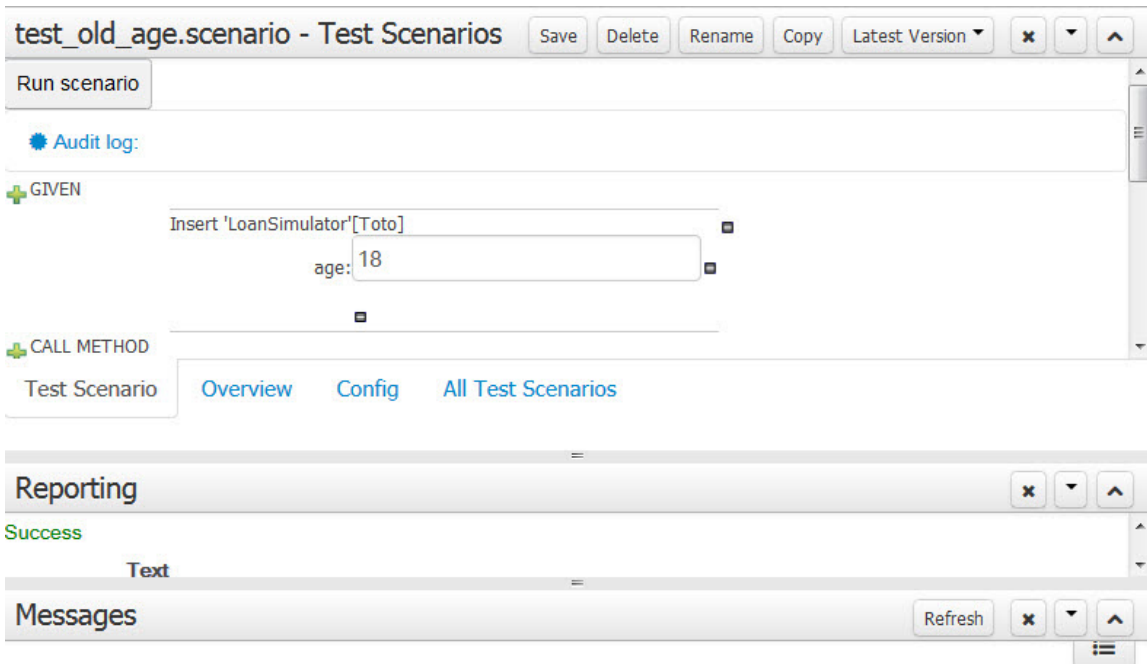 test_old_age.scenario - Test Scenarios Save Delete Rename Copy Latest Version
Run scenario
Audit log:
GIVEN
Insert 'LoanSimulator'[Toto]
age: 18
CALL METHOD
Test Scenario Overview Config All Test Scenarios
Reporting
Success
Text
Messages Refresh